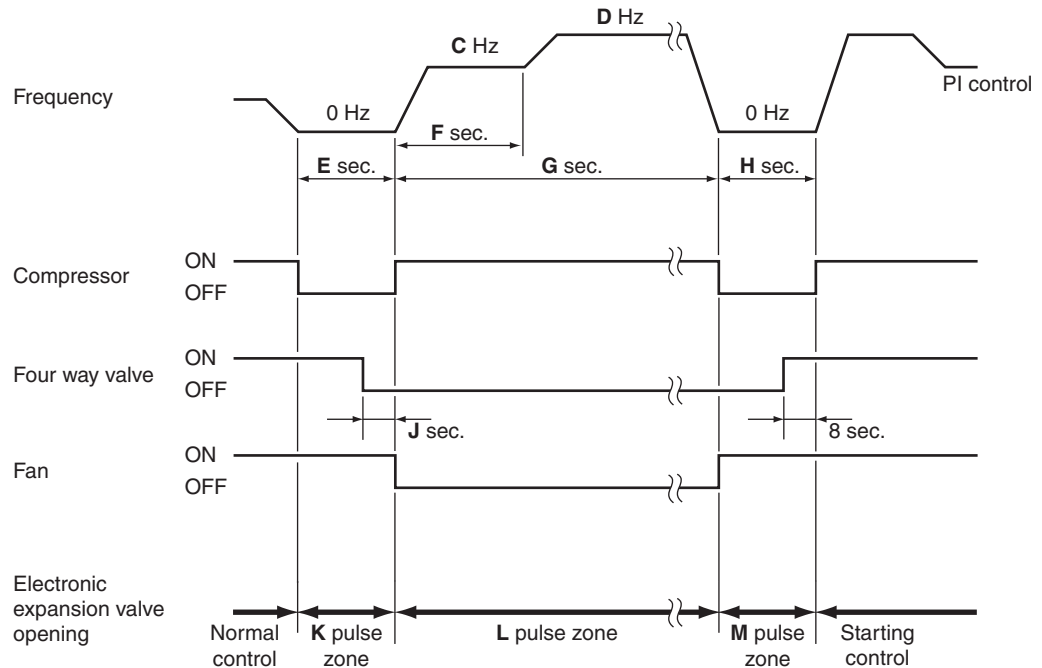 D Hz
C Hz
Frequency
0 Hz
0 Hz
PI control
F sec.
E sec.
G sec.
H sec.
Compressor
ON
OFF
Four way valve
ON
OFF
J sec.
8 sec.
Fan
ON
OFF
Electronic
expansion valve
opening
Normal
control
K pulse
zone
L pulse zone
M pulse
zone
Starting
control